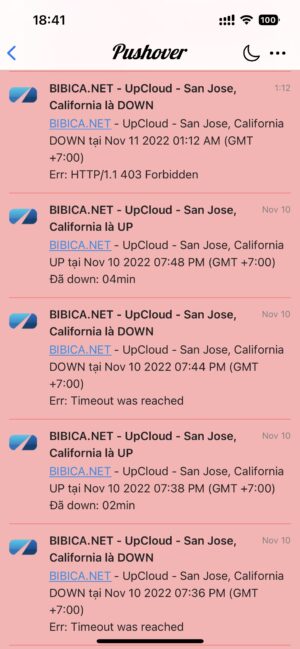 18:41
100
Pushover
BIBICA.NET - UpCloud - San Jose,
1:12
California là DOWN
BIBICA.NET - UpCloud - San Jose, California
DOWN tại Nov 11 2022 01:12 AM (GMT
+7:00)
Err: HTTP/1.1 403 Forbidden
BIBICA.NET - UpCloud - San Jose,
Nov 10
California là UP
BIBICA.NET - UpCloud - San Jose, California
UP tại Nov 10 2022 07:48 PM (GMT +7:00)
Đã down: 04min
BIBICA.NET - UpCloud - San Jose,
Nov 10
California là DOWN
BIBICA.NET - UpCloud - San Jose, California
DOWN tại Nov 10 2022 07:44 PM (GMT
+7:00)
Err: Timeout was reached
BIBICA.NET - UpCloud - San Jose,
Nov 10
California là UP
BIBICA.NET - UpCloud - San Jose, California
UP tại Nov 10 2022 07:38 PM (GMT +7:00)
Đã down: 02min
BIBICA.NET - UpCloud - San Jose,
Nov 10
California là DOWN
BIBICA.NET - UpCloud - San Jose, California
DOWN tại Nov 10 2022 07:36 PM (GMT
+7:00)
Err: Timeout was reached